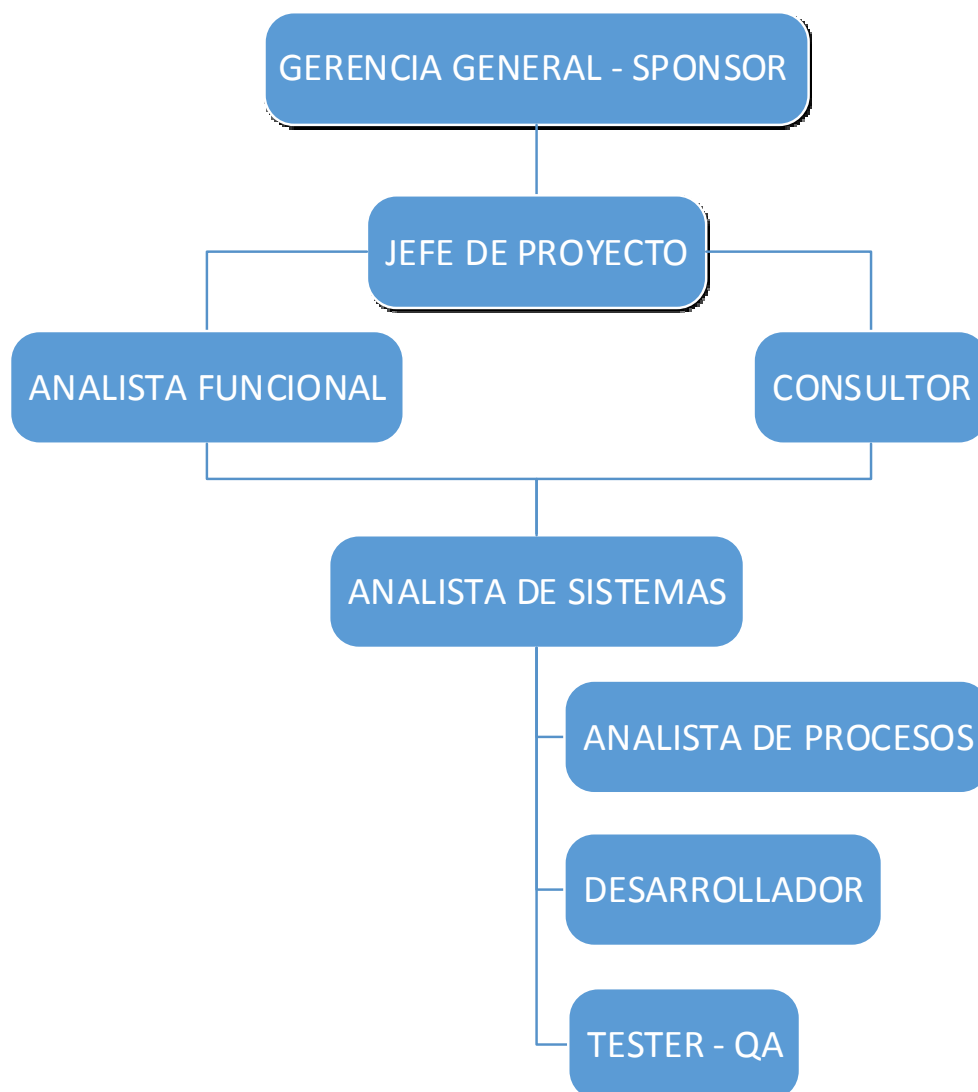 GERENCIA GENERAL - SPONSOR
JEFE DE PROYECTO
ANALISTA FUNCIONAL
CONSULTOR
ANALISTA DE SISTEMAS
ANALISTA DE PROCESOS
DESARROLLADOR
TESTER - QA